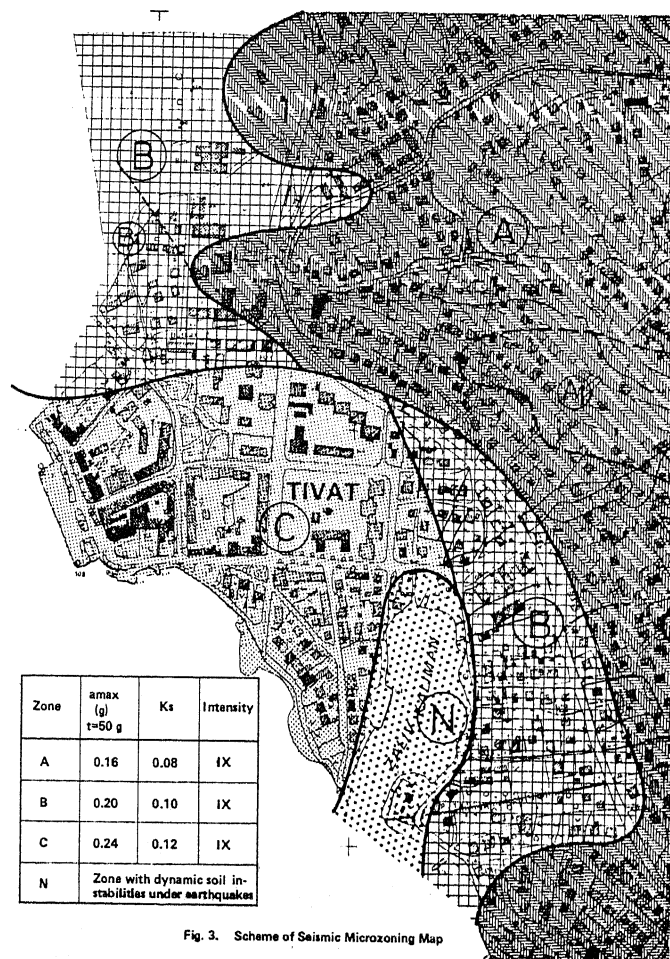 B
B
A
A
TIVAT
C
B
N
Zone
amax
(g)
t=50 g
Ks
Intensity
A 0.16 0.08 IX
B 0.20 0.10 IX
C 0.24 0.12 IX
N Zone with dynamic soil in-
stabilities under earthquakes
Fig. 3. Scheme of Seismic Microzoning Map